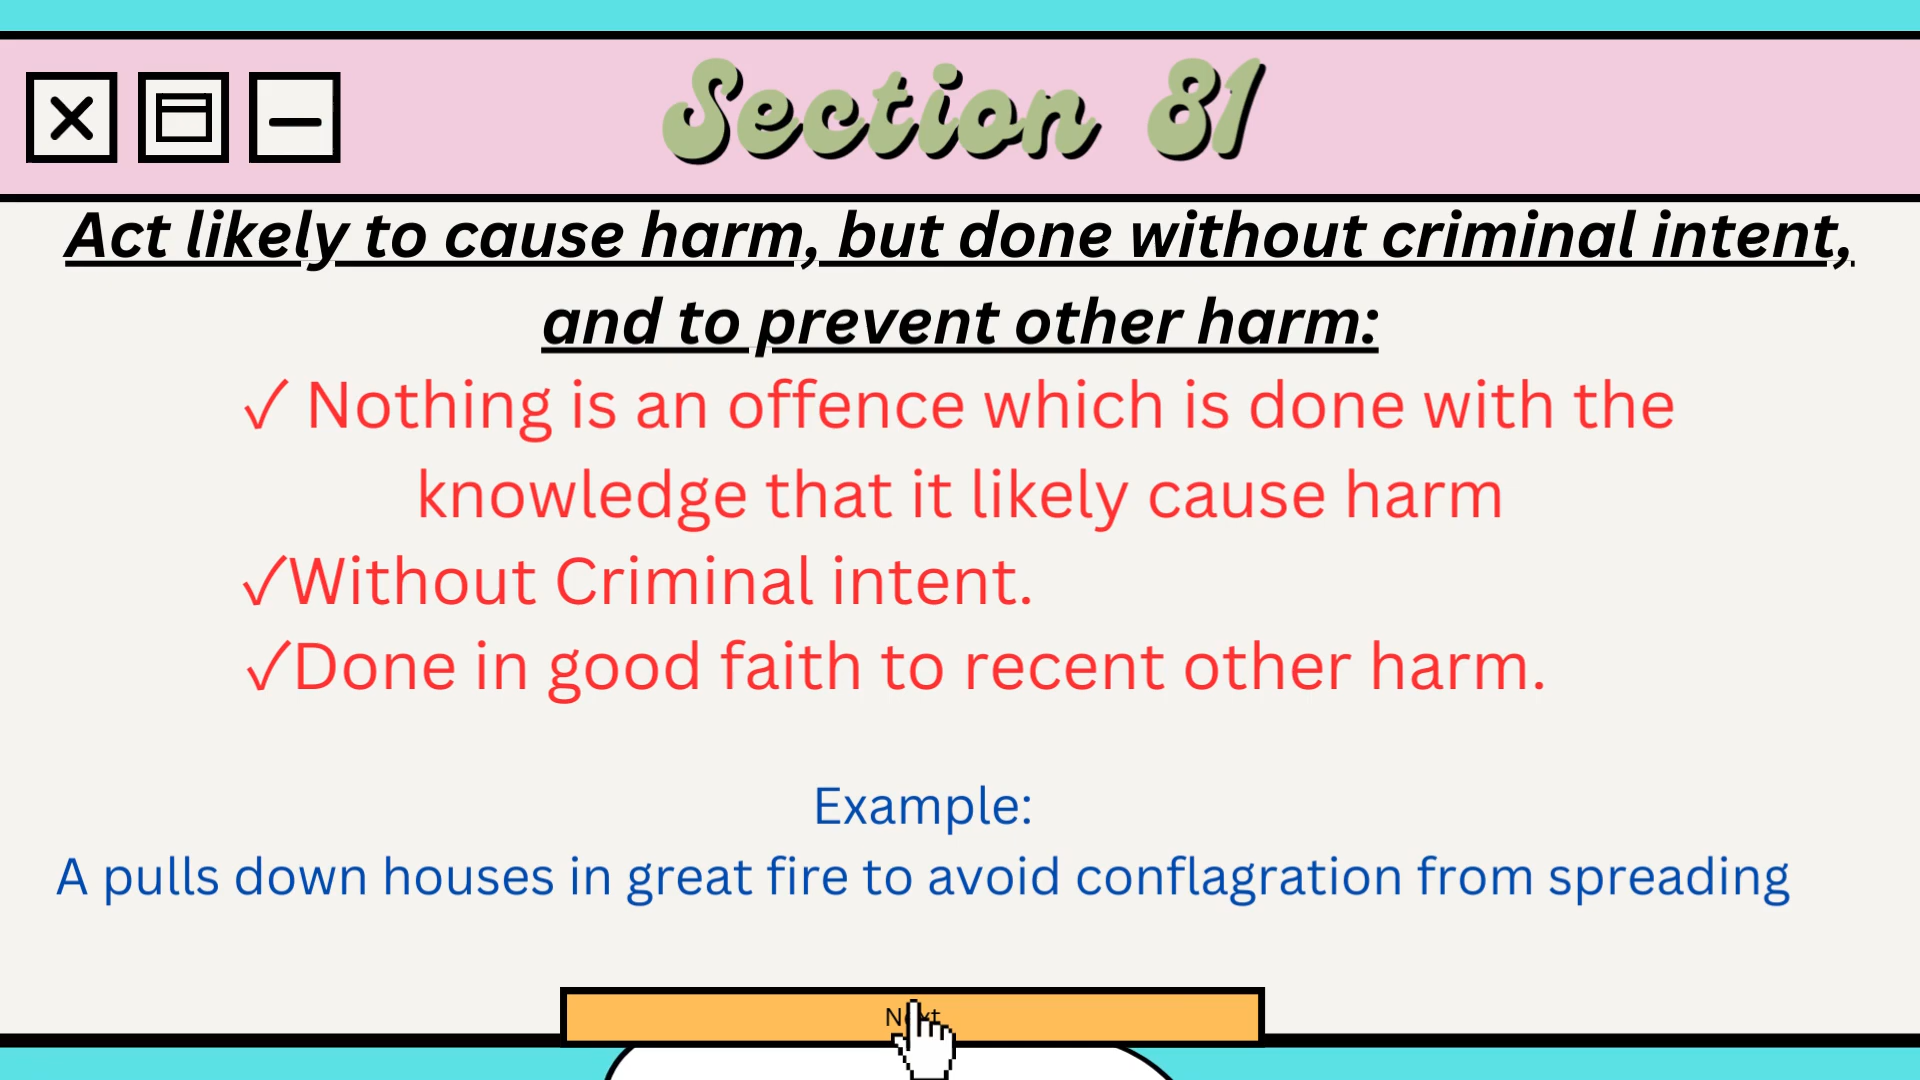 Section 81
Act likely to cause harm, but done without criminal intent,
and to prevent other harm:
✓ Nothing is an offence which is done with the
knowledge that it likely cause harm
✓Without Criminal intent.
✓Done in good faith to recent other harm.
Example:
A pulls down houses in great fire to avoid conflagration from spreading
Next